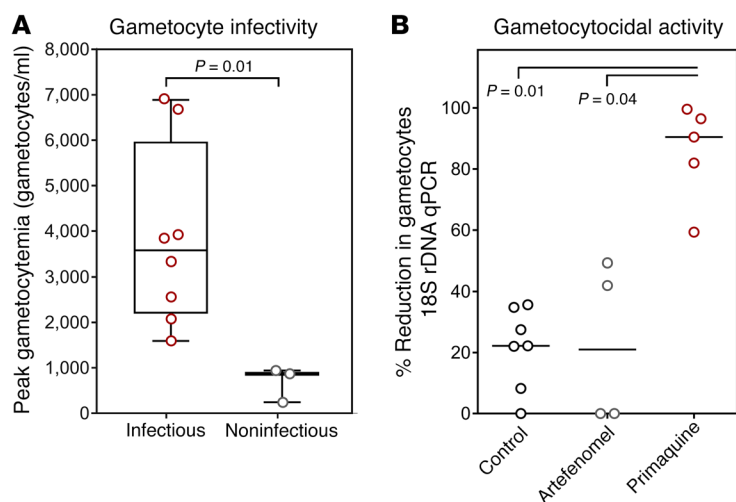 A
Gametocyte infectivity
Peak gametocytemia (gametocytes/ml)
8,000
7,000
6,000
5,000
4,000
3,000
2,000
1,000
0
P = 0.01
Infectious
Noninfectious
B
Gametocytocidal activity
% Reduction in gametocytes
18S rDNA qPCR
100
80
60
40
20
0
P = 0.01
P = 0.04
Control
Artefenomel
Primaquine